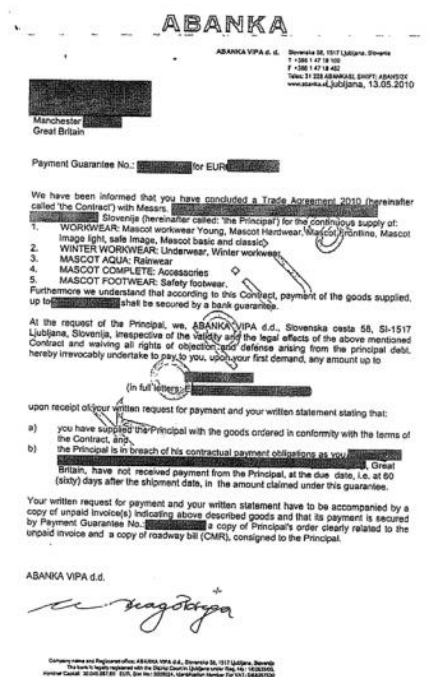 ABANKA
ABANKA VIPA d. d.
Slovenska 58, 1517 Ljubljana, Slovenia
T +386 1 47 18 100
Ljubljana, 13.05.2010
Manchester
Great Britain
Payment Guarantee No.: for EUR
We have been informed that you have concluded a Trade Agreement 2010 (hereinafter
called 'the Contract') with Messrs.
Slovenije (hereinafter called: 'the Principal') for the continuous supply of:
1. WORKWEAR: Mascot workwear Young, Mascot Hardwear, Mascot Frontline, Mascot
Image light, safe Image, Mascot basic and classic
2. WINTER WORKWEAR: Underwear, Winter workwear
3. MASCOT AQUA: Rainwear
4. MASCOT COMPLETE: Accessories
5. MASCOT FOOTWEAR: Safety footwear.
Furthermore we understand that according to this Contract, payment of the goods supplied,
up to shall be secured by a bank guarantee.
At the request of the Principal, we, ABANKA VIPA d.d., Slovenska cesta 58, SI-1517
Ljubljana, Slovenija, irrespective of the validity and the legal effects of the above mentioned
Contract and waiving all rights of objection and defense arising from the principal debt,
hereby irrevocably undertake to pay to you, upon your first demand, any amount up to
(in full letters: E
upon receipt of your written request for payment and your written statement stating that:
a) you have supplied the Principal with the goods ordered in conformity with the terms of
the Contract, and
b) the Principal is in breach of his contractual payment obligations as you,
, Great
Britain, have not received payment from the Principal, at the due date, i.e. at 60
(sixty) days after the shipment date, in the amount claimed under this guarantee.
Your written request for payment and your written statement have to be accompanied by a
copy of unpaid invoice(s) indicating above described goods and that its payment is secured
by Payment Guarantee No.: a copy of Principal's order clearly related to the
unpaid invoice and a copy of roadway bill (CMR), consigned to the Principal.
ABANKA VIPA d.d.
Company name and Registered office: ABANKA VIPA d.d., Slovenska 58, 1517 Ljubljana, Slovenia